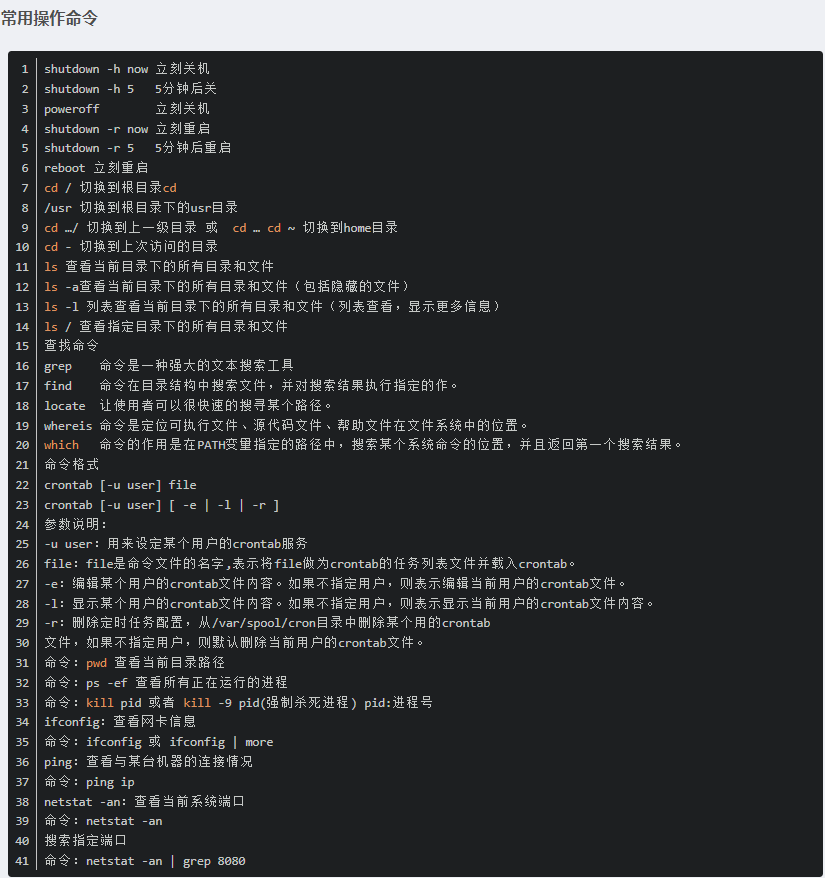 常用操作命令
1 shutdown -h now 立刻关机
2 shutdown -h 5   5分钟后关
3 poweroff        立刻关机
4 shutdown -r now 立刻重启
5 shutdown -r 5   5分钟后重启
6 reboot 立刻重启
7 cd / 切换到根目录cd
8 /usr 切换到根目录下的usr目录
9 cd …/ 切换到上一级目录 或  cd … cd ~ 切换到home目录
10 cd - 切换到上次访问的目录
11 ls 查看当前目录下的所有目录和文件
12 ls -a查看当前目录下的所有目录和文件（包括隐藏的文件）
13 ls -l 列表查看当前目录下的所有目录和文件（列表查看，显示更多信息）
14 ls / 查看指定目录下的所有目录和文件
15 查找命令
16 grep    命令是一种强大的文本搜索工具
17 find    命令在目录结构中搜索文件，并对搜索结果执行指定的作。
18 locate  让使用者可以很快速的搜寻某个路径。
19 whereis 命令是定位可执行文件、源代码文件、帮助文件在文件系统中的位置。
20 which   命令的作用是在PATH变量指定的路径中，搜索某个系统命令的位置，并且返回第一个搜索结果。
21 命令格式
22 crontab [-u user] file
23 crontab [-u user] [ -e | -l | -r ]
24 参数说明：
25 -u user：用来设定某个用户的crontab服务
26 file：file是命令文件的名字,表示将file做为crontab的任务列表文件并载入crontab。
27 -e：编辑某个用户的crontab文件内容。如果不指定用户，则表示编辑当前用户的crontab文件。
28 -l：显示某个用户的crontab文件内容。如果不指定用户，则表示显示当前用户的crontab文件内容。
29 -r：删除定时任务配置，从/var/spool/cron目录中删除某个用的crontab
30 文件，如果不指定用户，则默认删除当前用户的crontab文件。
31 命令：pwd 查看当前目录路径
32 命令：ps -ef 查看所有正在运行的进程
33 命令：kill pid 或者 kill -9 pid(强制杀死进程) pid:进程号
34 ifconfig：查看网卡信息
35 命令：ifconfig 或 ifconfig | more
36 ping：查看与某台机器的连接情况
37 命令：ping ip
38 netstat -an：查看当前系统端口
39 命令：netstat -an
40 搜索指定端口
41 命令：netstat -an | grep 8080